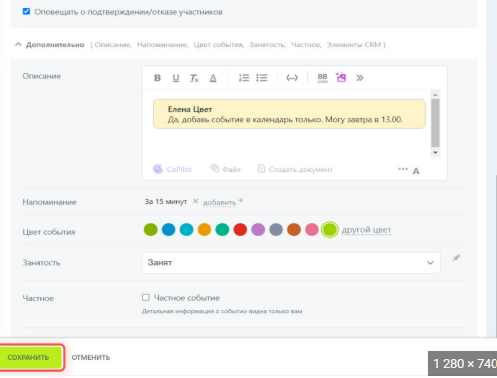 Оповещать о подтверждении/отказе участников
Дополнительно ( Описание, Напоминание, Цвет события, Занятость, Частное, Элементы CRM )
Описание
B U Tx A BB
Елена Цвет
Да, добавь событие в календарь только. Могу завтра в 13.00.
CoPilot Файл Создать документ ... A
Напоминание За 15 минут × добавить +
Цвет события другой цвет
Занятость Занят
Частное Частное событие
Детальная информация о событии видна только вам
СОХРАНИТЬ ОТМЕНИТЬ
1 280 × 740